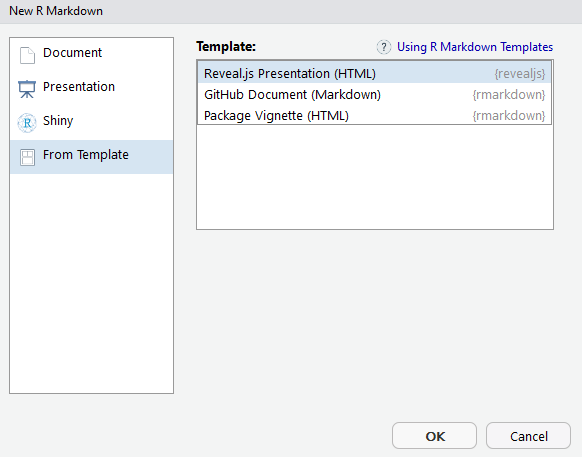 New R Markdown
Document
Presentation
R Shiny
From Template
Template: ? Using R Markdown Templates
Reveal.js Presentation (HTML) {revealjs}
GitHub Document (Markdown) {rmarkdown}
Package Vignette (HTML) {rmarkdown}
OK Cancel